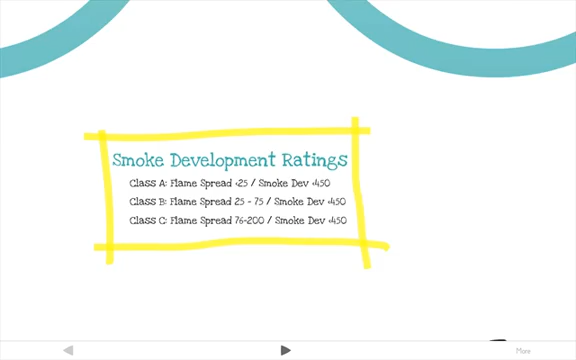 Smoke Development Ratings
Class A: Flame Spread <25 / Smoke Dev <450
Class B: Flame Spread 25 - 75 / Smoke Dev <450
Class C: Flame Spread 76-200 / Smoke Dev <450
More